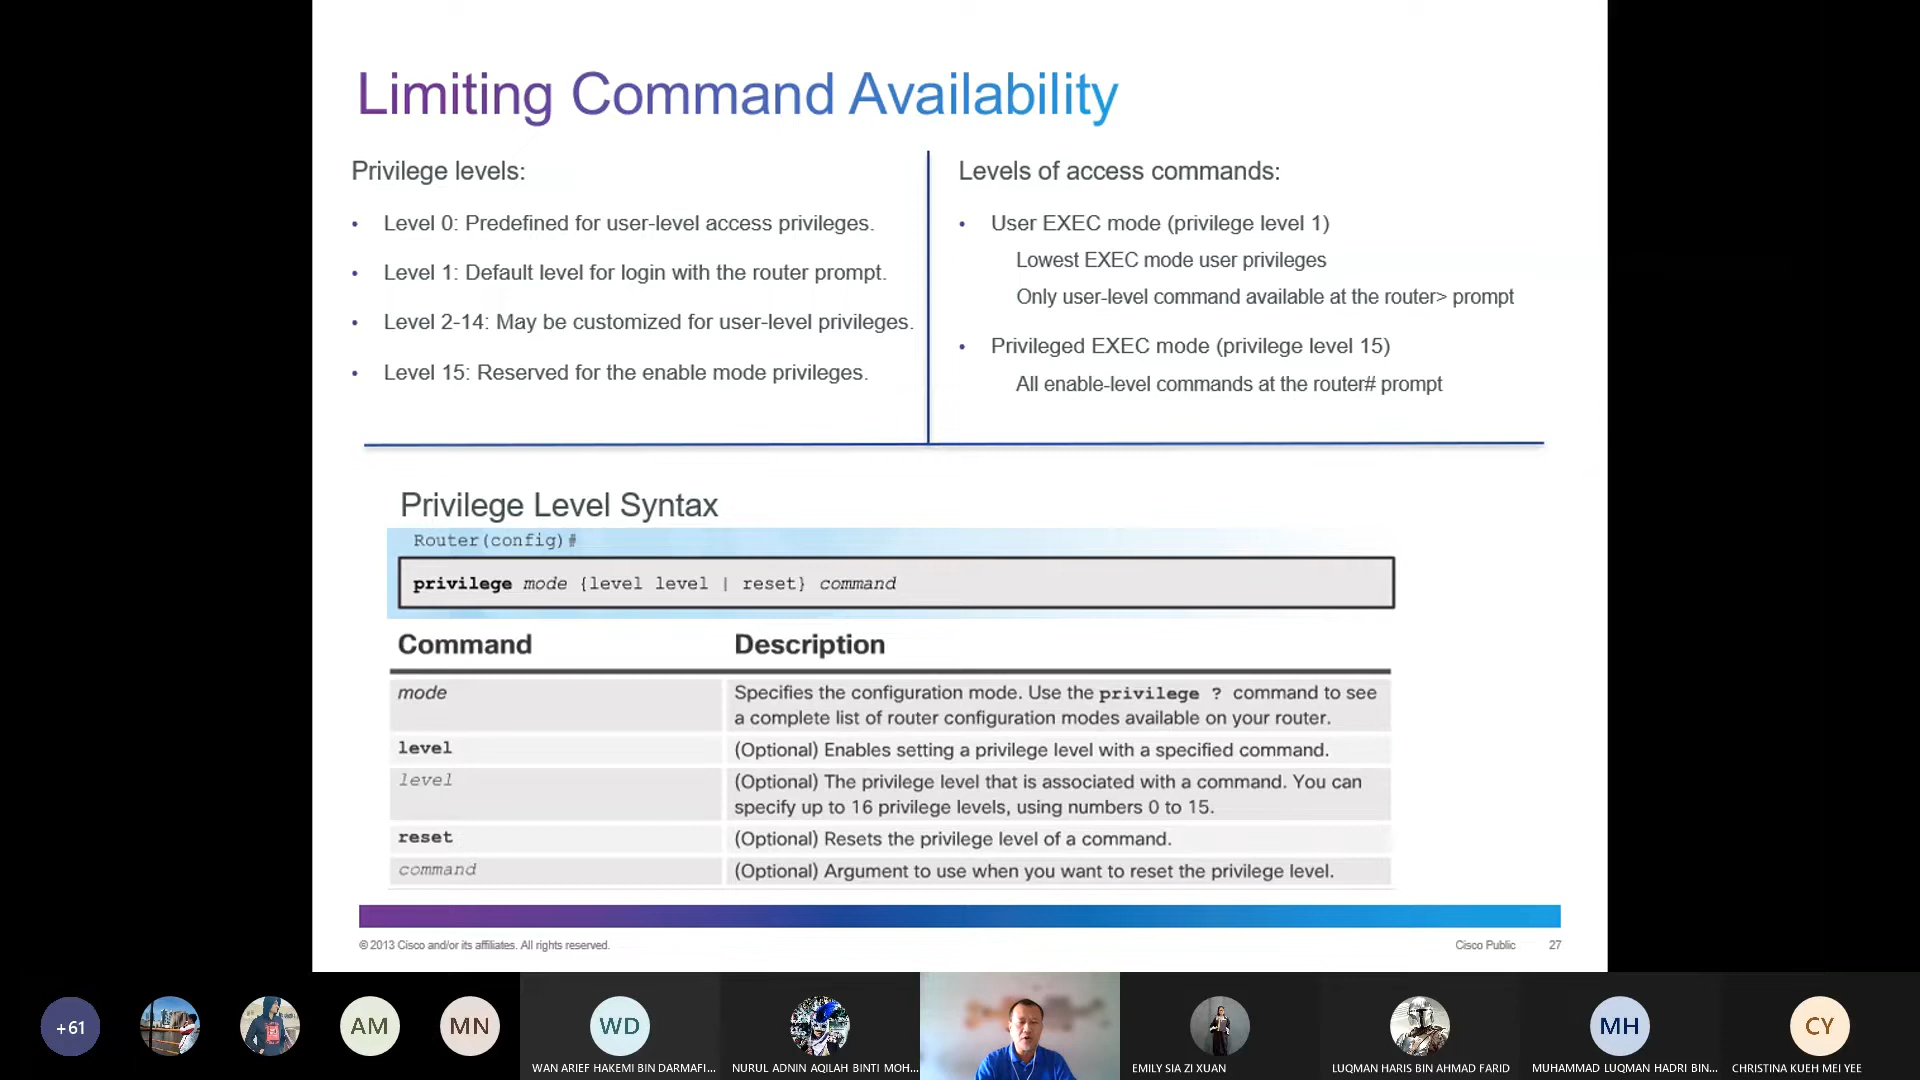 Limiting Command Availability
Privilege levels:
• Level 0: Predefined for user-level access privileges.
• Level 1: Default level for login with the router prompt.
• Level 2-14: May be customized for user-level privileges.
• Level 15: Reserved for the enable mode privileges.
Levels of access commands:
• User EXEC mode (privilege level 1)
Lowest EXEC mode user privileges
Only user-level command available at the router> prompt
• Privileged EXEC mode (privilege level 15)
All enable-level commands at the router# prompt
Privilege Level Syntax
Router(config)#
privilege mode {level level | reset} command
Command Description
mode Specifies the configuration mode. Use the privilege ? command to see
a complete list of router configuration modes available on your router.
level (Optional) Enables setting a privilege level with a specified command.
level (Optional) The privilege level that is associated with a command. You can
specify up to 16 privilege levels, using numbers 0 to 15.
reset (Optional) Resets the privilege level of a command.
command (Optional) Argument to use when you want to reset the privilege level.
© 2013 Cisco and/or its affiliates. All rights reserved. Cisco Public 27
+61 AM MN WD MH CY
WAN ARIEF HAKEMI BIN DARMAFI... NURUL ADNIN AQILAH BINTI MOH... EMILY SIA ZI XUAN LUQMAN HARIS BIN AHMAD FARID MUHAMMAD LUQMAN HADRI BIN... CHRISTINA KUEH MEI YEE